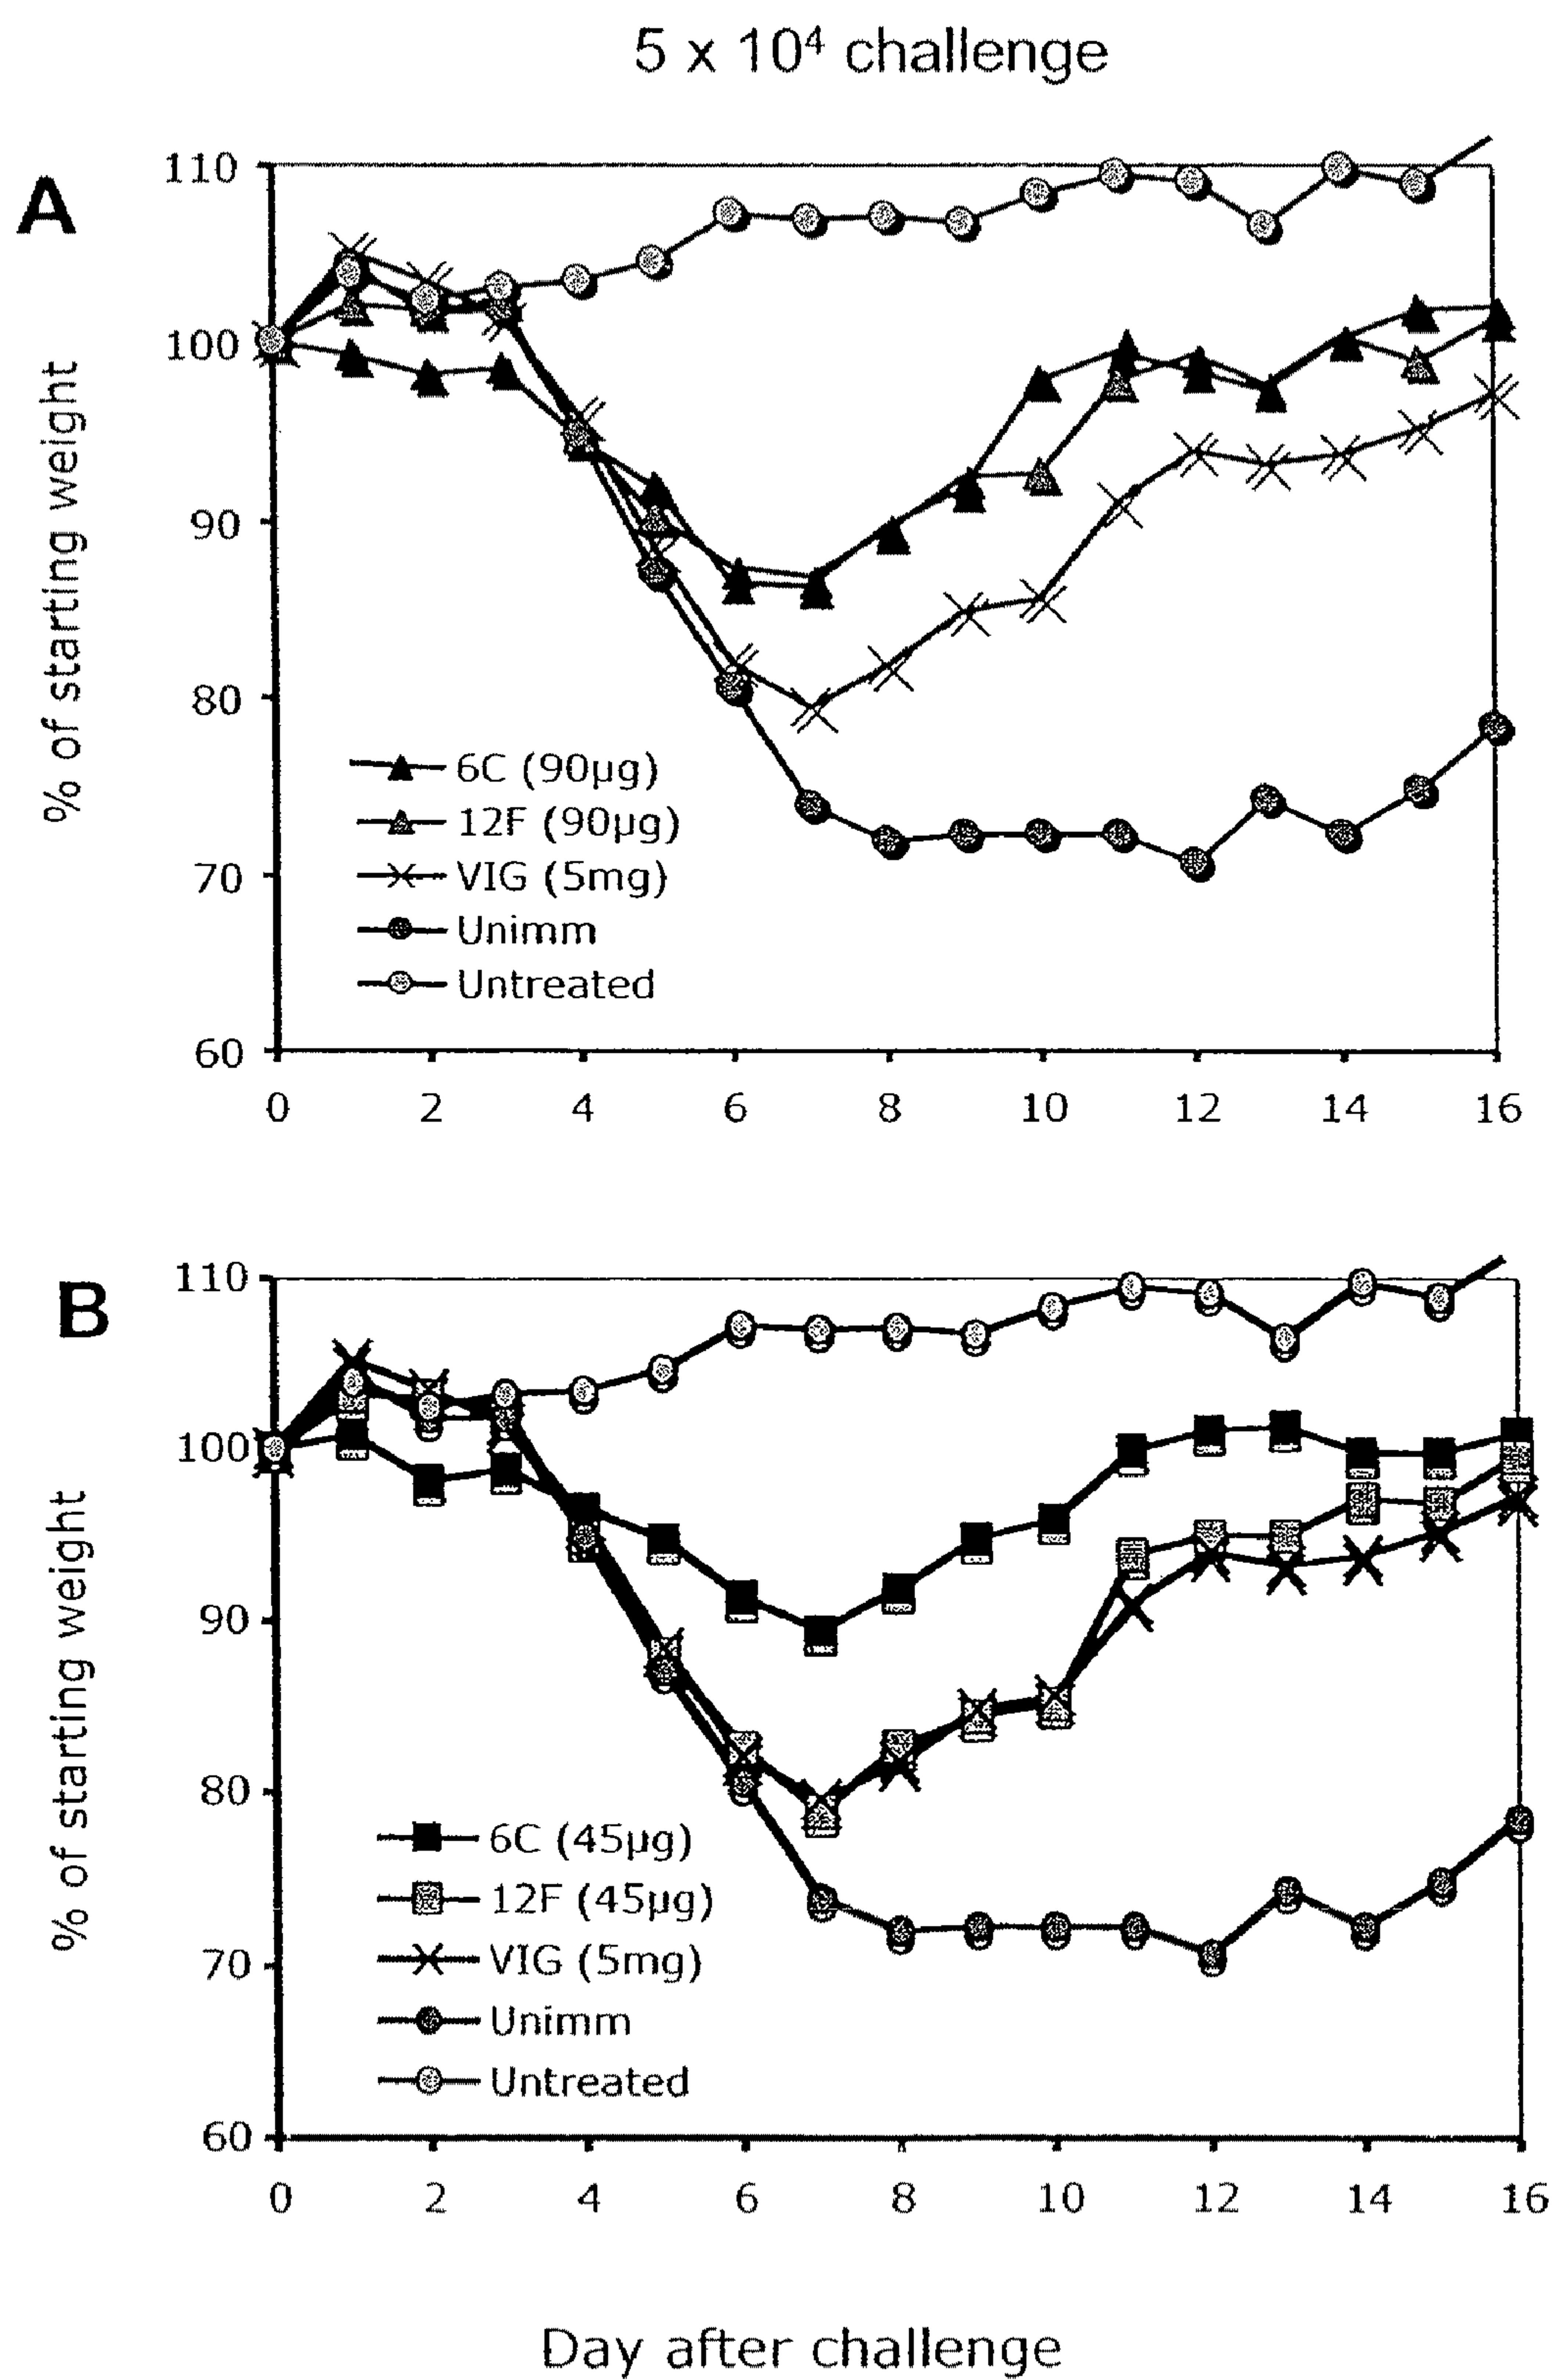 5 x 10⁴ challenge
A
110
100
90
80
70
60
% of starting weight
6C (90µg)
12F (90µg)
VIG (5mg)
Unimm
Untreated
0 2 4 6 8 10 12 14 16
B
110
100
90
80
70
60
% of starting weight
6C (45µg)
12F (45µg)
VIG (5mg)
Unimm
Untreated
0 2 4 6 8 10 12 14 16
Day after challenge